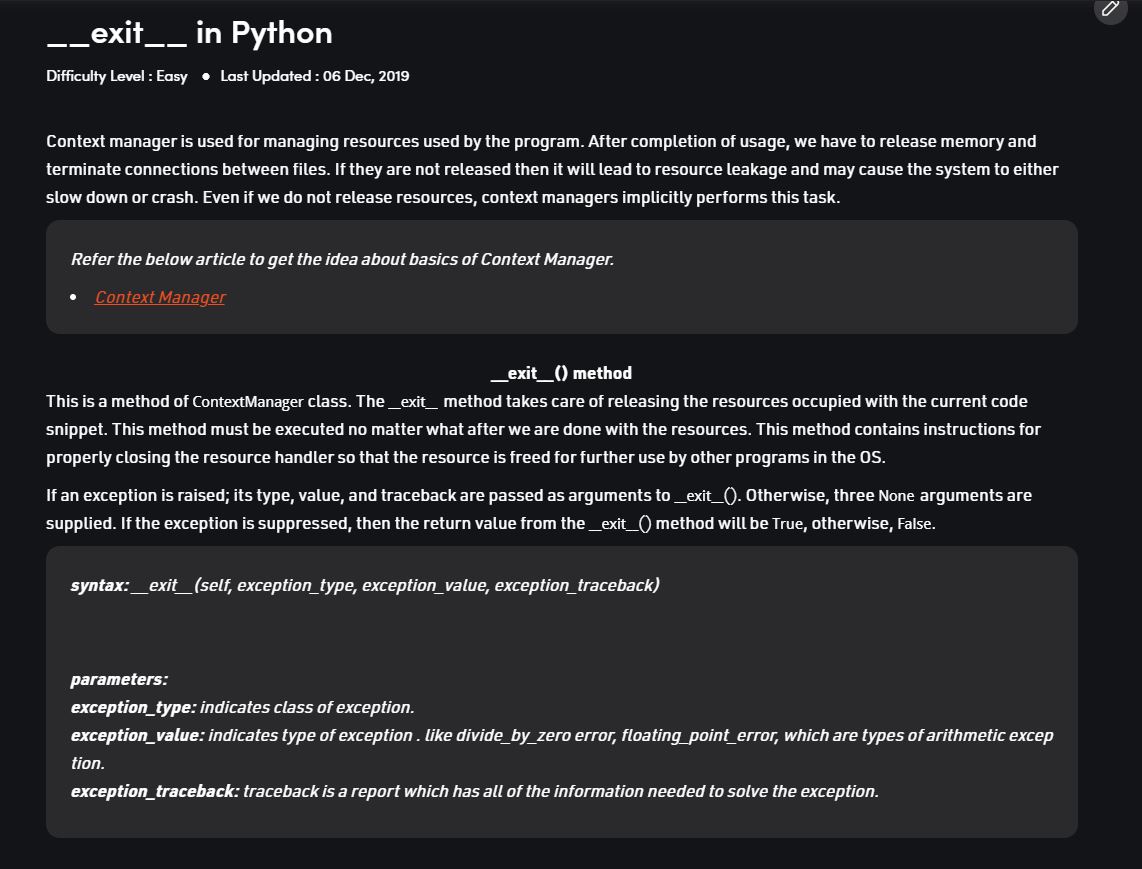 __exit__ in Python
Difficulty Level : Easy ● Last Updated : 06 Dec, 2019
Context manager is used for managing resources used by the program. After completion of usage, we have to release memory and
terminate connections between files. If they are not released then it will lead to resource leakage and may cause the system to either
slow down or crash. Even if we do not release resources, context managers implicitly performs this task.
Refer the below article to get the idea about basics of Context Manager.
• Context Manager
__exit__() method
This is a method of ContextManager class. The __exit__ method takes care of releasing the resources occupied with the current code
snippet. This method must be executed no matter what after we are done with the resources. This method contains instructions for
properly closing the resource handler so that the resource is freed for further use by other programs in the OS.
If an exception is raised; its type, value, and traceback are passed as arguments to __exit__(). Otherwise, three None arguments are
supplied. If the exception is suppressed, then the return value from the __exit__() method will be True, otherwise, False.
syntax: __exit__(self, exception_type, exception_value, exception_traceback)
parameters:
exception_type: indicates class of exception.
exception_value: indicates type of exception . like divide_by_zero error, floating_point_error, which are types of arithmetic excep
tion.
exception_traceback: traceback is a report which has all of the information needed to solve the exception.